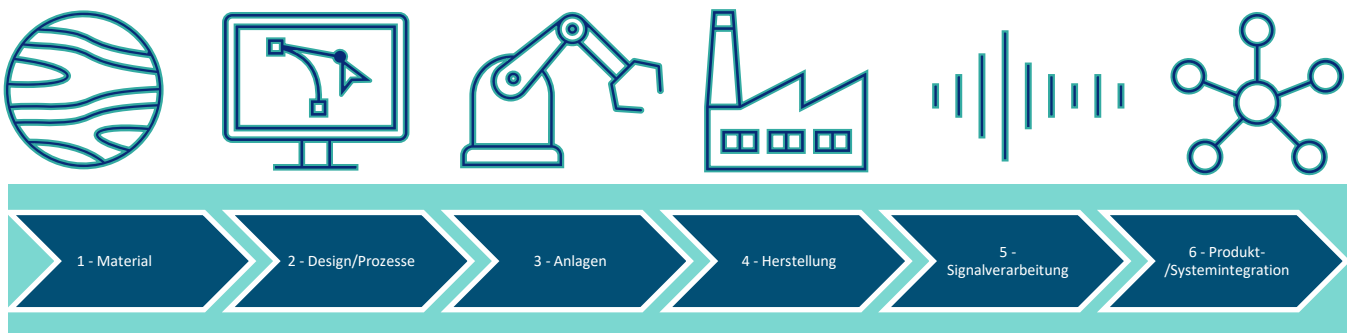 1 - Material
2 - Design/Prozesse
3 - Anlagen
4 - Herstellung
5 -
Signalverarbeitung
6 - Produkt-
/Systemintegration